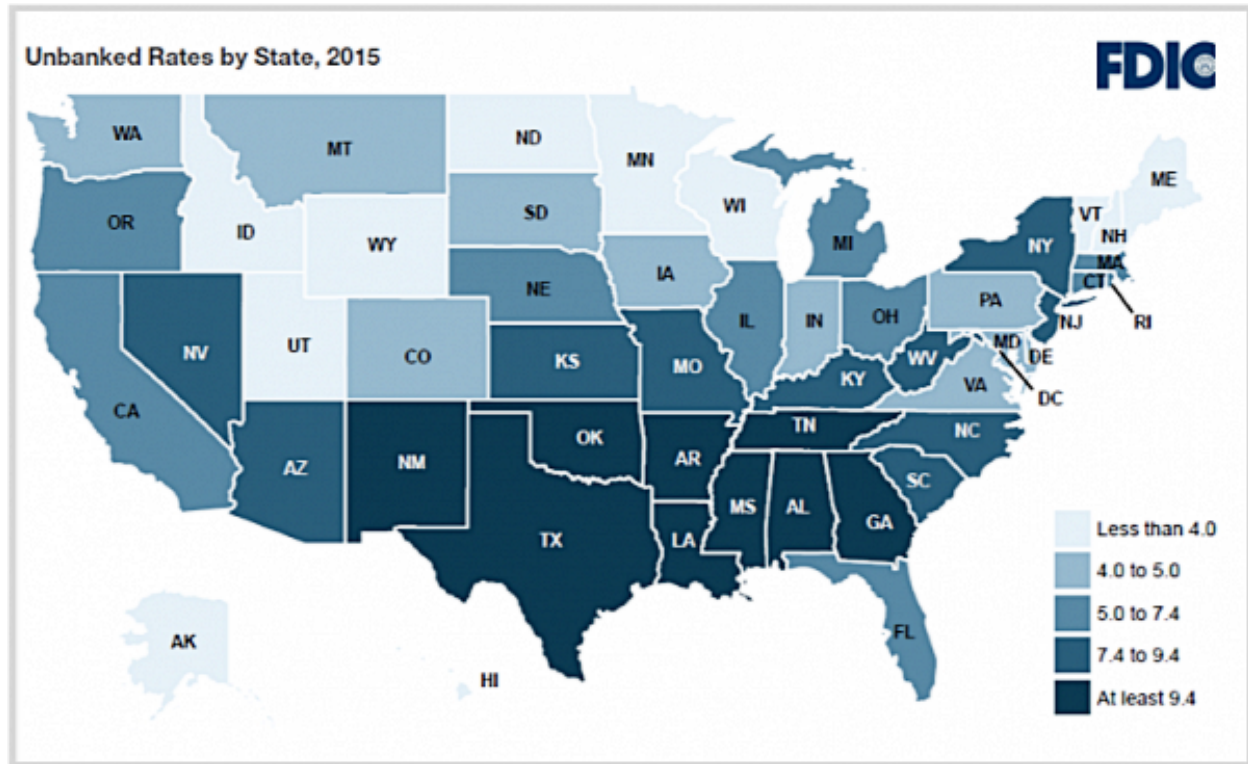 Unbanked Rates by State, 2015
FDIC
WA
MT
ND
MN
ME
OR
ID
SD
WI
VT
NH
WY
MI
NY
MA
CT
IA
NE
PA
RI
NV
UT
CO
IL
IN
OH
NJ
KS
MO
WV
MD
DE
CA
KY
VA
DC
AZ
NM
OK
TN
NC
AR
SC
TX
LA
MS
AL
GA
FL
AK
HI
Less than 4.0
4.0 to 5.0
5.0 to 7.4
7.4 to 9.4
At least 9.4